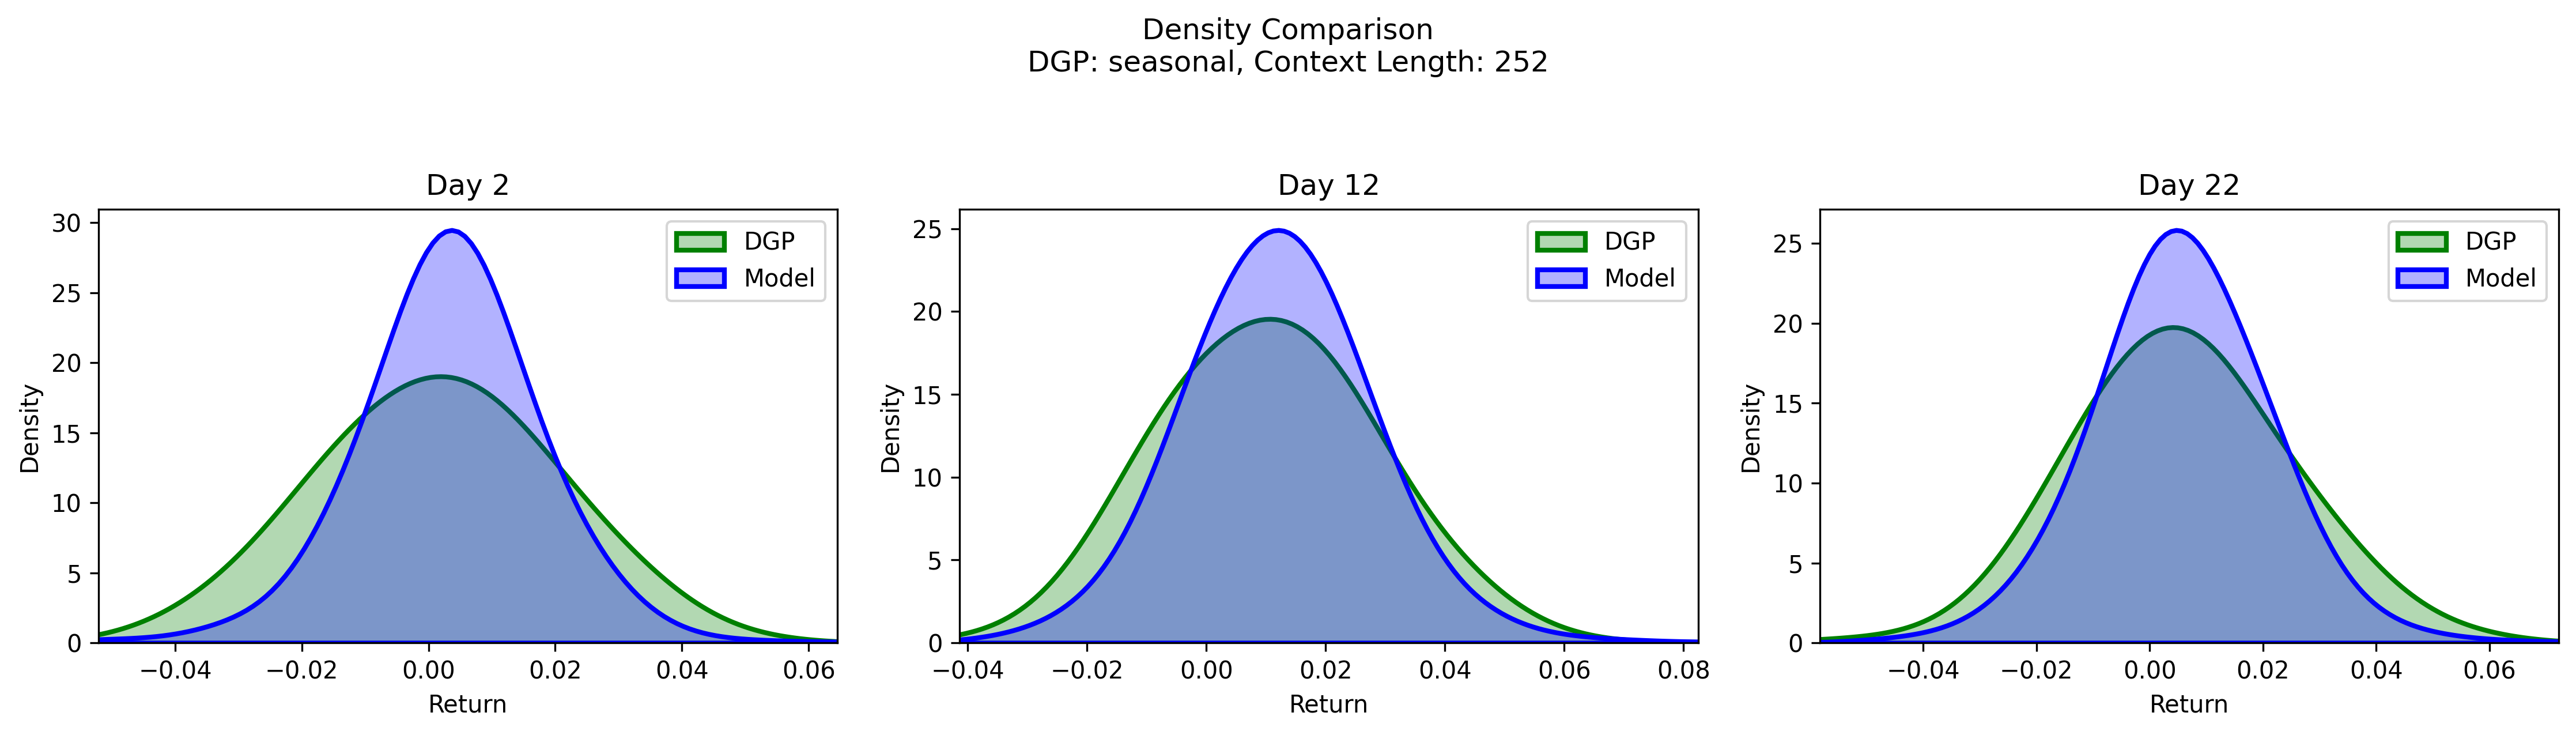 Density Comparison
DGP: seasonal, Context Length: 252
Day 2
30
25
20
15
10
5
0
Density
−0.04
−0.02
0.00
0.02
0.04
0.06
Return
DGP
Model
Day 12
25
20
15
10
5
0
Density
−0.04
−0.02
0.00
0.02
0.04
0.06
0.08
Return
DGP
Model
Day 22
25
20
15
10
5
0
Density
−0.04
−0.02
0.00
0.02
0.04
0.06
Return
DGP
Model